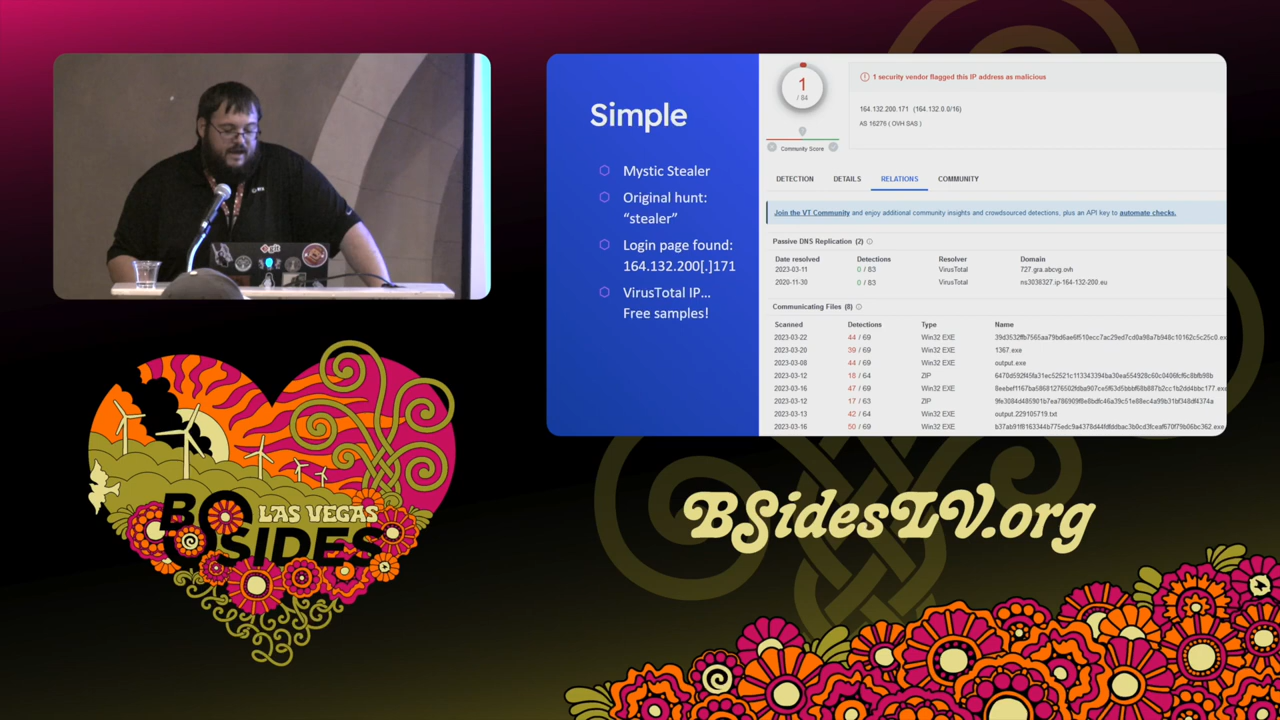 Simple
Mystic Stealer
Original hunt:
“stealer”
Login page found:
164.132.200[.]171
VirusTotal IP...
Free samples!
1
/ 84
Community Score
1 security vendor flagged this IP address as malicious
164.132.200.171 (164.132.0.0/16)
AS 16276 ( OVH SAS )
DETECTION DETAILS RELATIONS COMMUNITY
Join the VT Community and enjoy additional community insights and crowdsourced detections, plus an API key to automate checks.
Passive DNS Replication (2)
Date resolved Detections Resolver Domain
2023-03-11 0 / 83 VirusTotal 727.gra.abcvg.ovh
2020-11-30 0 / 83 VirusTotal ns3038327.ip-164-132-200.eu
Communicating Files (8)
Scanned Detections Type Name
2023-03-22 44 / 69 Win32 EXE
2023-03-20 39 / 69 Win32 EXE 1367.exe
2023-03-08 44 / 69 Win32 EXE output.exe
2023-03-12 18 / 64 ZIP
2023-03-16 47 / 69 Win32 EXE
2023-03-12 17 / 63 ZIP
2023-03-13 42 / 64 Win32 EXE output.229105719.txt
2023-03-16 50 / 69 Win32 EXE
BSIDES
LAS VEGAS
BSidesLV.org